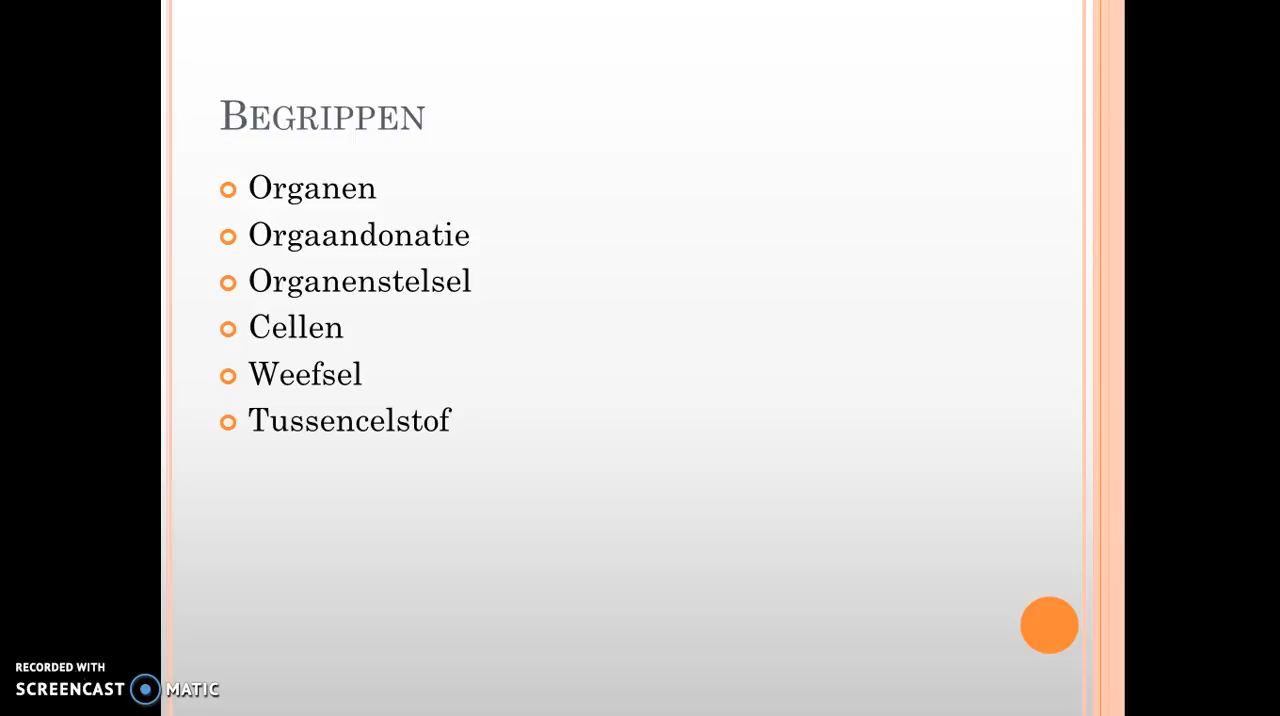 Begrippen
Organen
Orgaandonatie
Organenstelsel
Cellen
Weefsel
Tussencelstof
RECORDED WITH
SCREENCAST MATIC